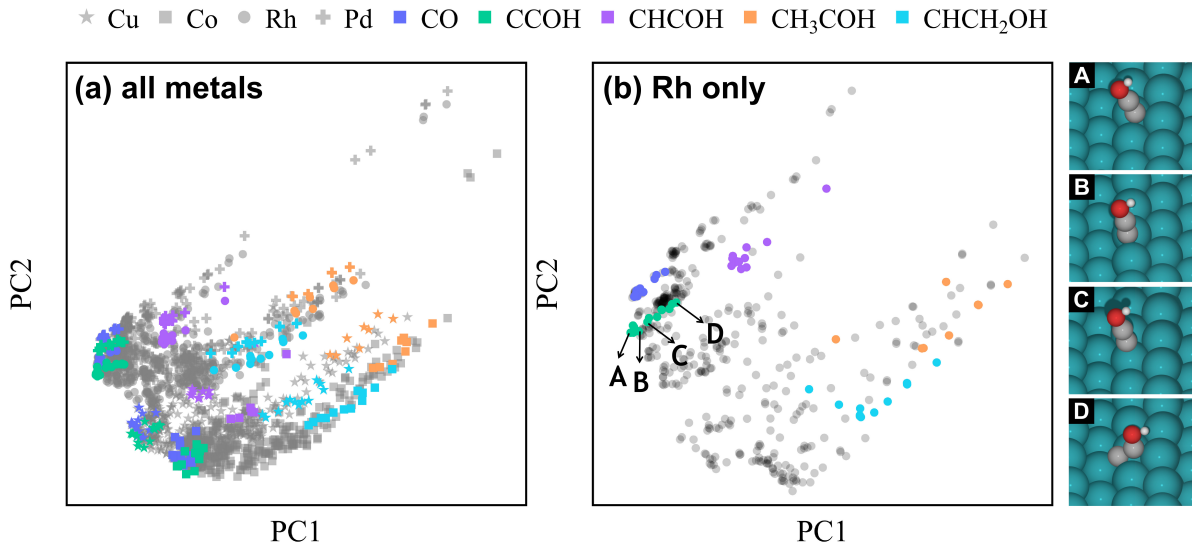 Cu Co Rh Pd CO CCOH CHCOH CH₃COH CHCH₂OH
(a) all metals
PC2
PC1
(b) Rh only
PC2
A
B
C
D
PC1
A
B
C
D